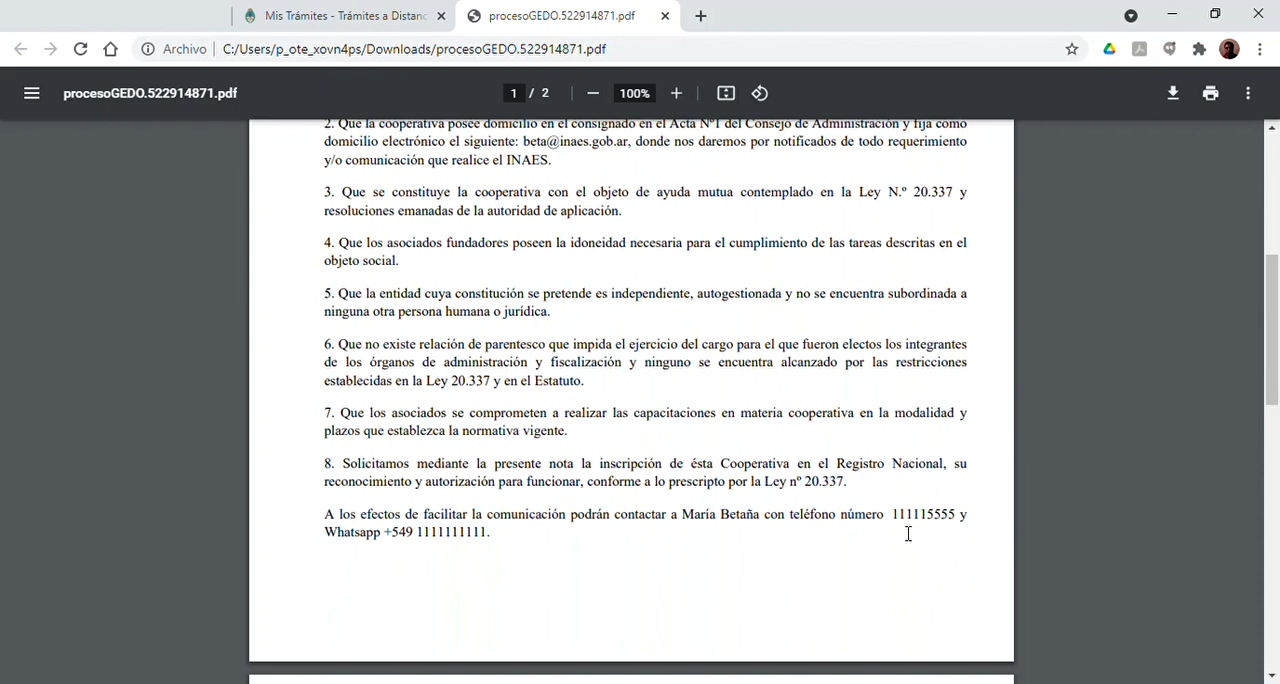 Mis Trámites - Trámites a Distanc
procesoGEDO.522914871.pdf
Archivo
C:/Users/p_ote_xovn4ps/Downloads/procesoGEDO.522914871.pdf
procesoGEDO.522914871.pdf
1 / 2
100%
2. Que la cooperativa posee domicilio en el consignado en el Acta Nº1 del Consejo de Administración y fija como
domicilio electrónico el siguiente: beta@inaes.gob.ar, donde nos daremos por notificados de todo requerimiento
y/o comunicación que realice el INAES.
3. Que se constituye la cooperativa con el objeto de ayuda mutua contemplado en la Ley N.º 20.337 y
resoluciones emanadas de la autoridad de aplicación.
4. Que los asociados fundadores poseen la idoneidad necesaria para el cumplimiento de las tareas descritas en el
objeto social.
5. Que la entidad cuya constitución se pretende es independiente, autogestionada y no se encuentra subordinada a
ninguna otra persona humana o jurídica.
6. Que no existe relación de parentesco que impida el ejercicio del cargo para el que fueron electos los integrantes
de los órganos de administración y fiscalización y ninguno se encuentra alcanzado por las restricciones
establecidas en la Ley 20.337 y en el Estatuto.
7. Que los asociados se comprometen a realizar las capacitaciones en materia cooperativa en la modalidad y
plazos que establezca la normativa vigente.
8. Solicitamos mediante la presente nota la inscripción de ésta Cooperativa en el Registro Nacional, su
reconocimiento y autorización para funcionar, conforme a lo prescripto por la Ley nº 20.337.
A los efectos de facilitar la comunicación podrán contactar a María Betaña con teléfono número 111115555 y
Whatsapp +549 1111111111.